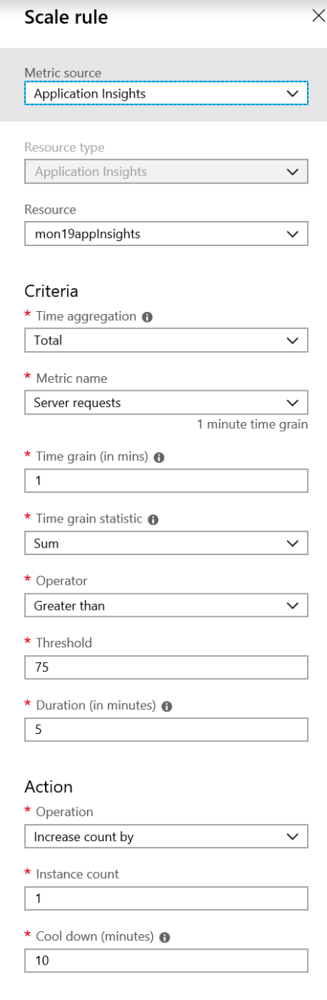 Scale rule
Metric source
Application Insights
Resource type
Application Insights
Resource
mon19appInsights
Criteria
* Time aggregation
Total
* Metric name
Server requests
1 minute time grain
* Time grain (in mins)
1
* Time grain statistic
Sum
* Operator
Greater than
* Threshold
75
* Duration (in minutes)
5
Action
* Operation
Increase count by
* Instance count
1
* Cool down (minutes)
10